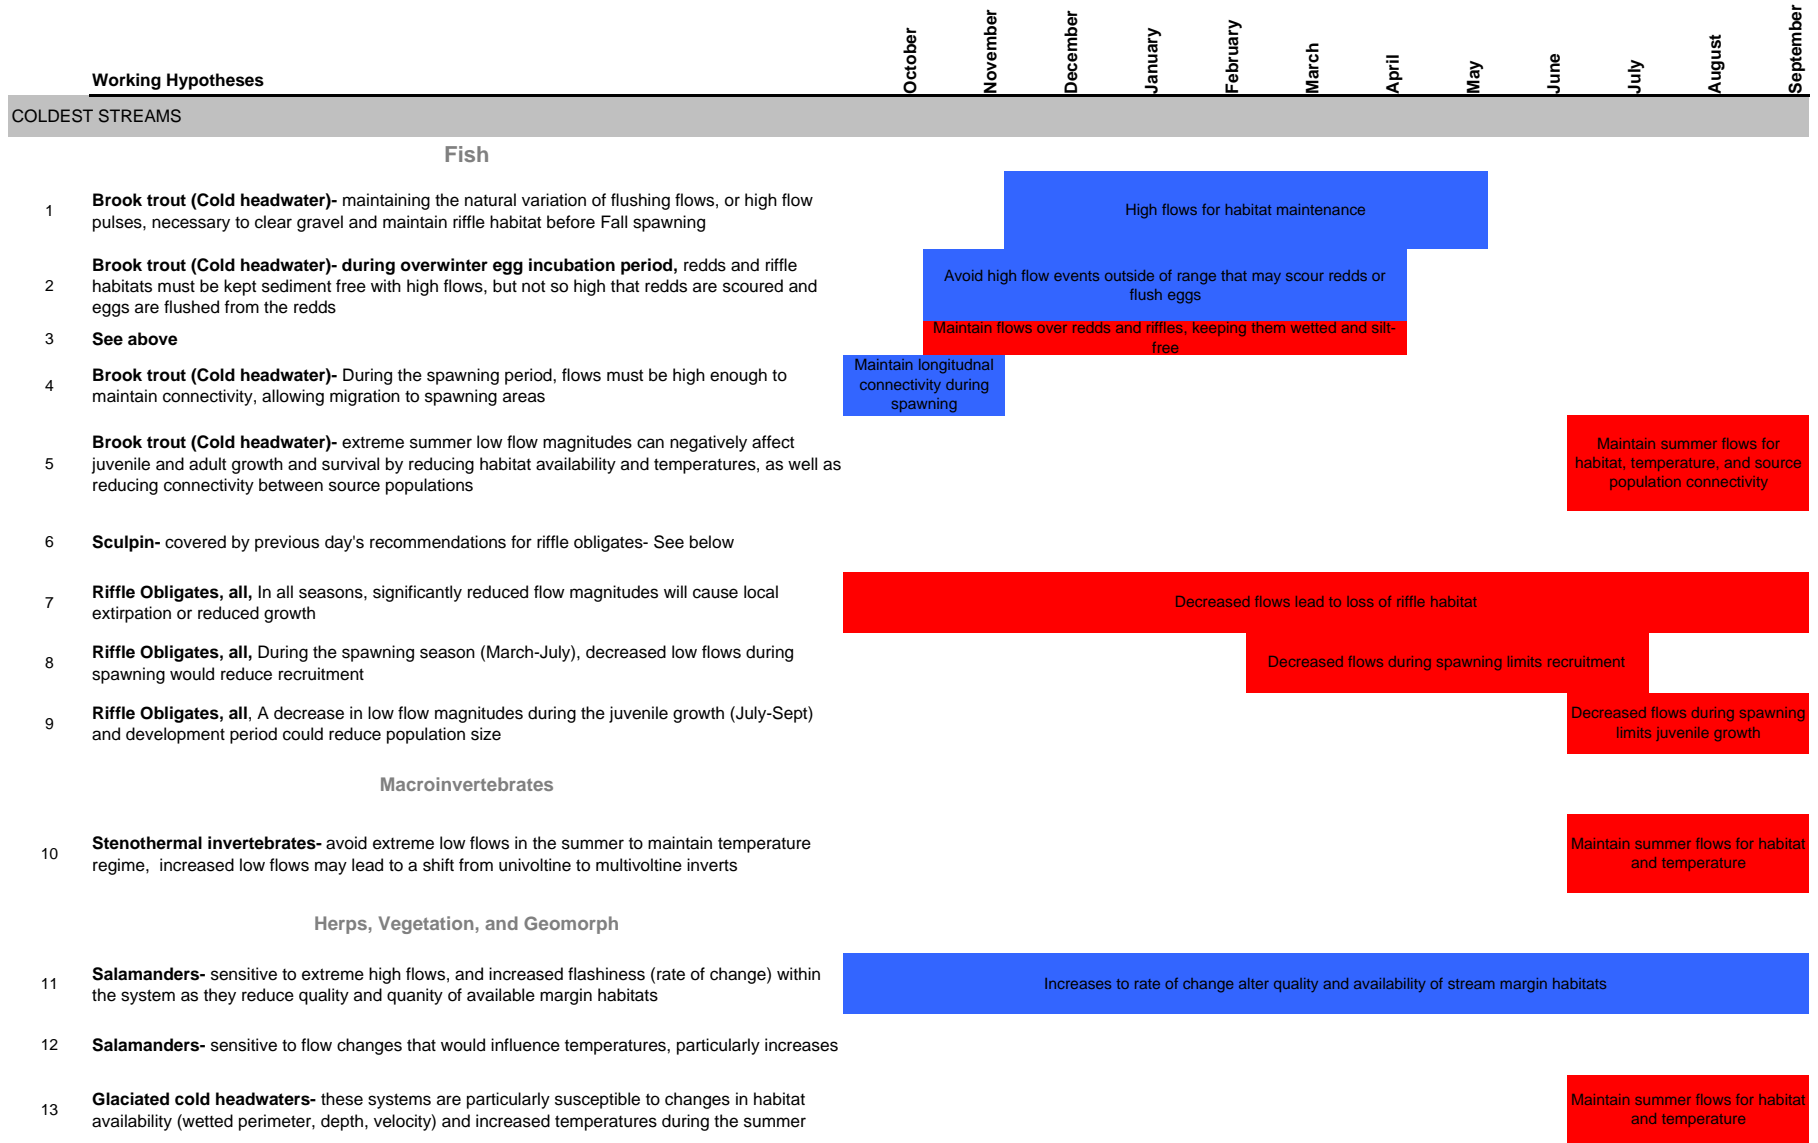 October
November
December
January
February
March
April
May
June
July
August
September
Working Hypotheses
COLDEST STREAMS
Fish
1
Brook trout (Cold headwater)- maintaining the natural variation of flushing flows, or high flow
pulses, necessary to clear gravel and maintain riffle habitat before Fall spawning
High flows for habitat maintenance
2
Brook trout (Cold headwater)- during overwinter egg incubation period, redds and riffle
habitats must be kept sediment free with high flows, but not so high that redds are scoured and
eggs are flushed from the redds
Avoid high flow events outside of range that may scour redds or
flush eggs
3
See above
Maintain flows over redds and riffles, keeping them wetted and silt-
free
4
Brook trout (Cold headwater)- During the spawning period, flows must be high enough to
maintain connectivity, allowing migration to spawning areas
Maintain longitudnal
connectivity during
spawning
5
Brook trout (Cold headwater)- extreme summer low flow magnitudes can negatively affect
juvenile and adult growth and survival by reducing habitat availability and temperatures, as well as
reducing connectivity between source populations
Maintain summer flows for
habitat, temperature, and source
population connectivity
6
Sculpin- covered by previous day's recommendations for riffle obligates- See below
7
Riffle Obligates, all, In all seasons, significantly reduced flow magnitudes will cause local
extirpation or reduced growth
Decreased flows lead to loss of riffle habitat
8
Riffle Obligates, all, During the spawning season (March-July), decreased low flows during
spawning would reduce recruitment
Decreased flows during spawning limits recruitment
9
Riffle Obligates, all, A decrease in low flow magnitudes during the juvenile growth (July-Sept)
and development period could reduce population size
Decreased flows during spawning
limits juvenile growth
Macroinvertebrates
10
Stenothermal invertebrates- avoid extreme low flows in the summer to maintain temperature
regime, increased low flows may lead to a shift from univoltine to multivoltine inverts
Maintain summer flows for habitat
and temperature
Herps, Vegetation, and Geomorph
11
Salamanders- sensitive to extreme high flows, and increased flashiness (rate of change) within
the system as they reduce quality and quanity of available margin habitats
Increases to rate of change alter quality and availability of stream margin habitats
12
Salamanders- sensitive to flow changes that would influence temperatures, particularly increases
13
Glaciated cold headwaters- these systems are particularly susceptible to changes in habitat
availability (wetted perimeter, depth, velocity) and increased temperatures during the summer
Maintain summer flows for habitat
and temperature